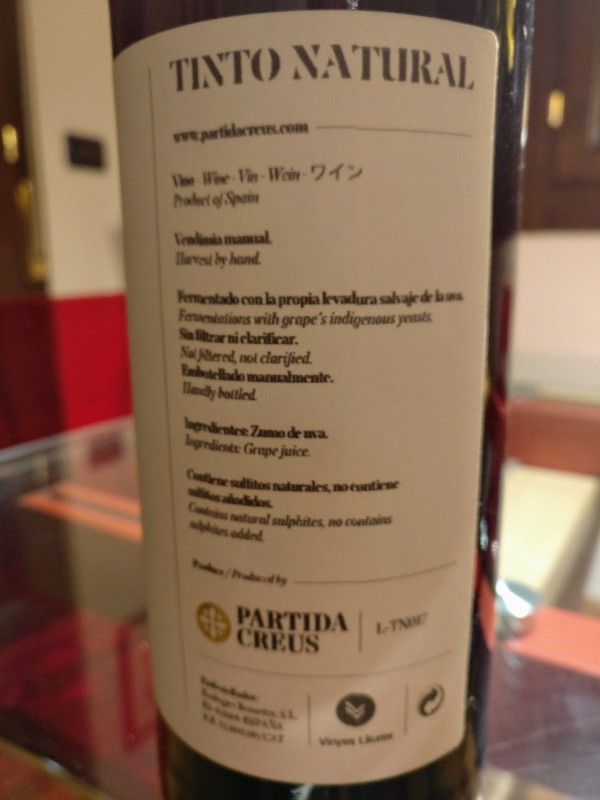 TINTO NATURAL
www.partidacreus.com
Vino - Wine - Vin - Wein - ワイン
Product of Spain
Vendimia manual.
Harvest by hand.
Fermentado con la propia levadura salvaje de la uva.
Fermentations with grape's indigenous yeasts.
Sin filtrar ni clarificar.
Not filtered, not clarified.
Embotellado manualmente.
Handly bottled.
Ingredientes: Zumo de uva.
Ingredients: Grape juice.
Contiene sulfitos naturales, no contiene
sulfitos añadidos.
Contains natural sulphites, no contains
sulphites added.
Produce / Produced by
PARTIDA
CREUS
L-TN017
Embotellador:
ESPAÑA
Vinyes Lliures